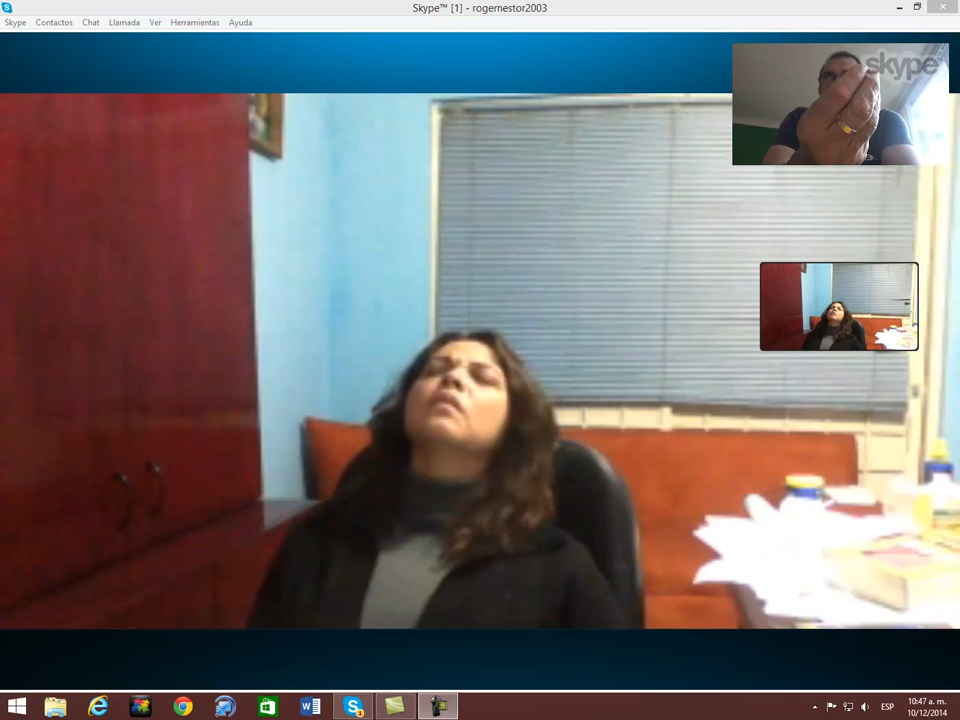 Skype™ [1] - rogernestor2003
Skype Contactos Chat Llamada Ver Herramientas Ayuda
skype
ESP
10:47 a. m.
10/12/2014